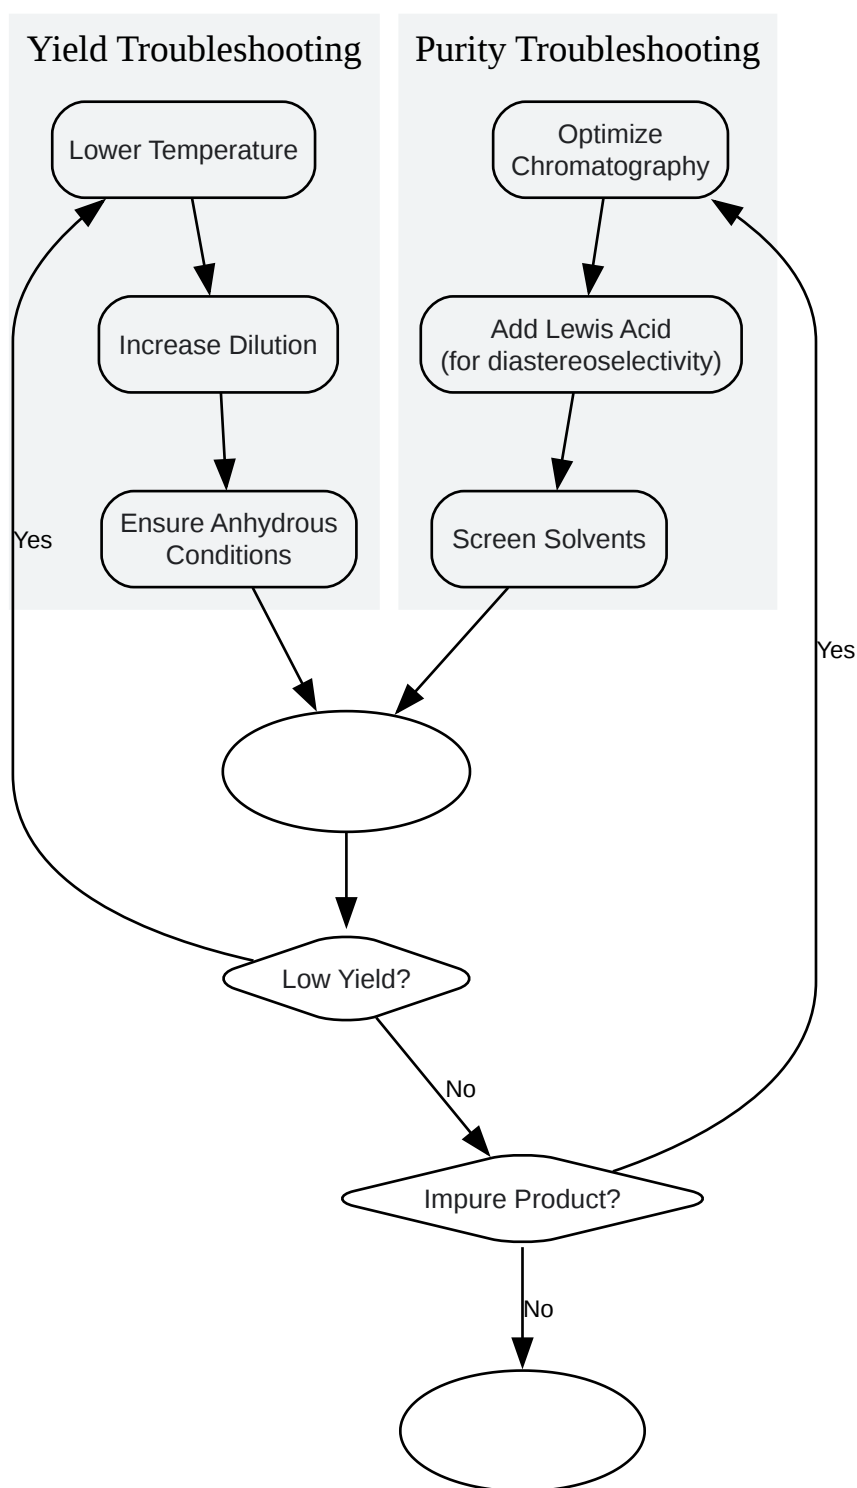 Yield Troubleshooting
Purity Troubleshooting
Lower Temperature
Optimize
Chromatography
Increase Dilution
Add Lewis Acid
(for diastereoselectivity)
Ensure Anhydrous
Conditions
Screen Solvents
Yes
Yes
Low Yield?
No
Impure Product?
No